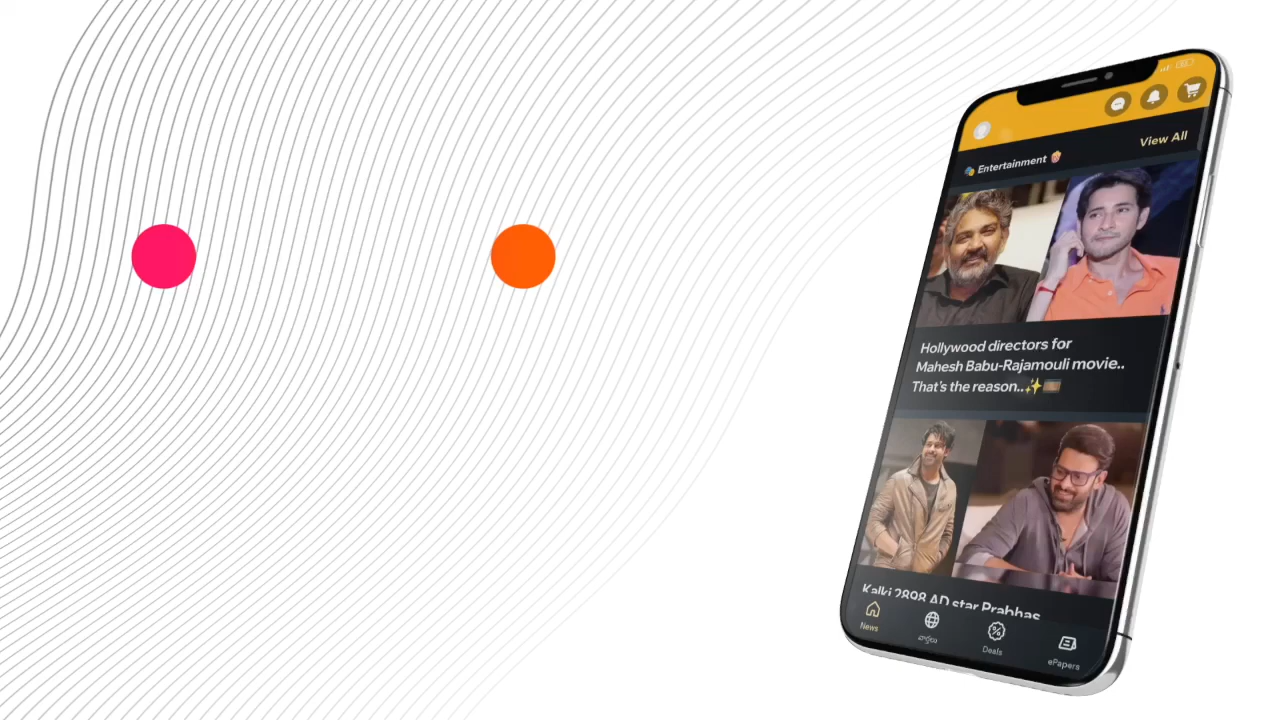 View All
🎭 Entertainment 🍿
Hollywood directors for
Mahesh Babu-Rajamouli movie..
That's the reason..✨🎞️
Kalki 2898 AD star Prabhas
News
వార్తలు
Deals
ePapers